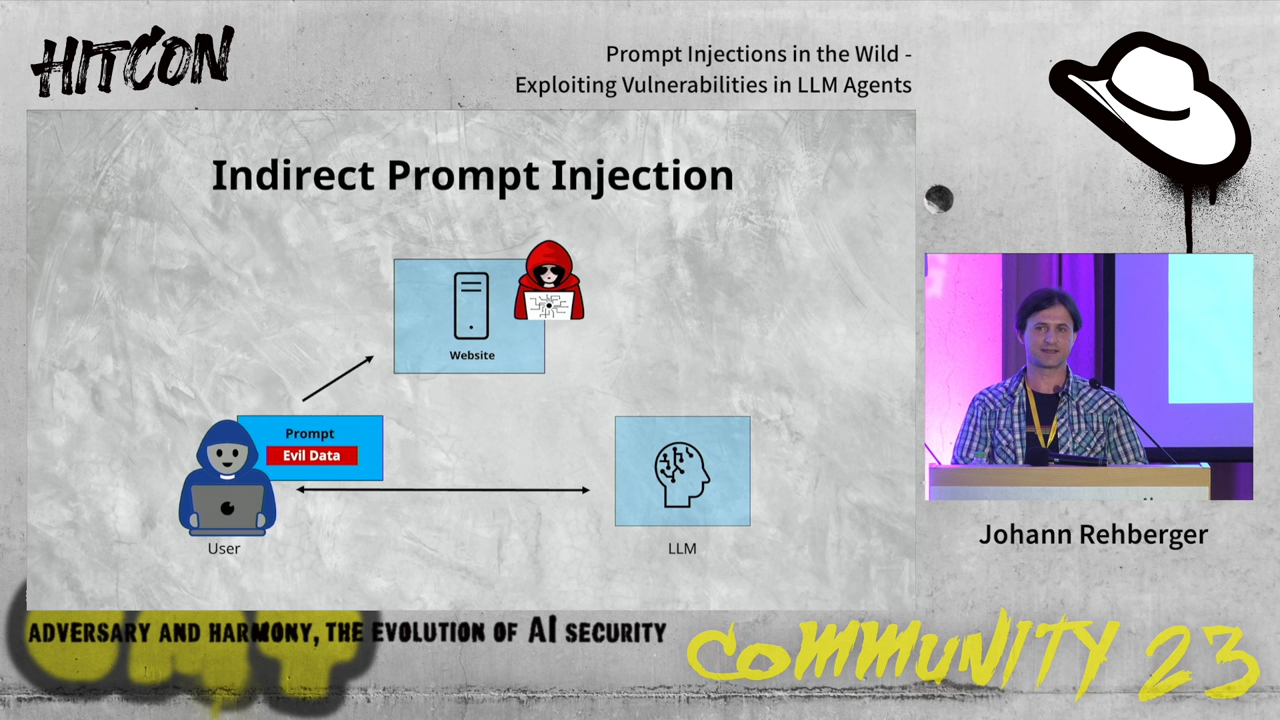 HITCON
Prompt Injections in the Wild -
Exploiting Vulnerabilities in LLM Agents
Indirect Prompt Injection
Website
Prompt
Evil Data
User
LLM
Johann Rehberger
ADVERSARY AND HARMONY, THE EVOLUTION OF AI SECURITY
COMMUNITY 23